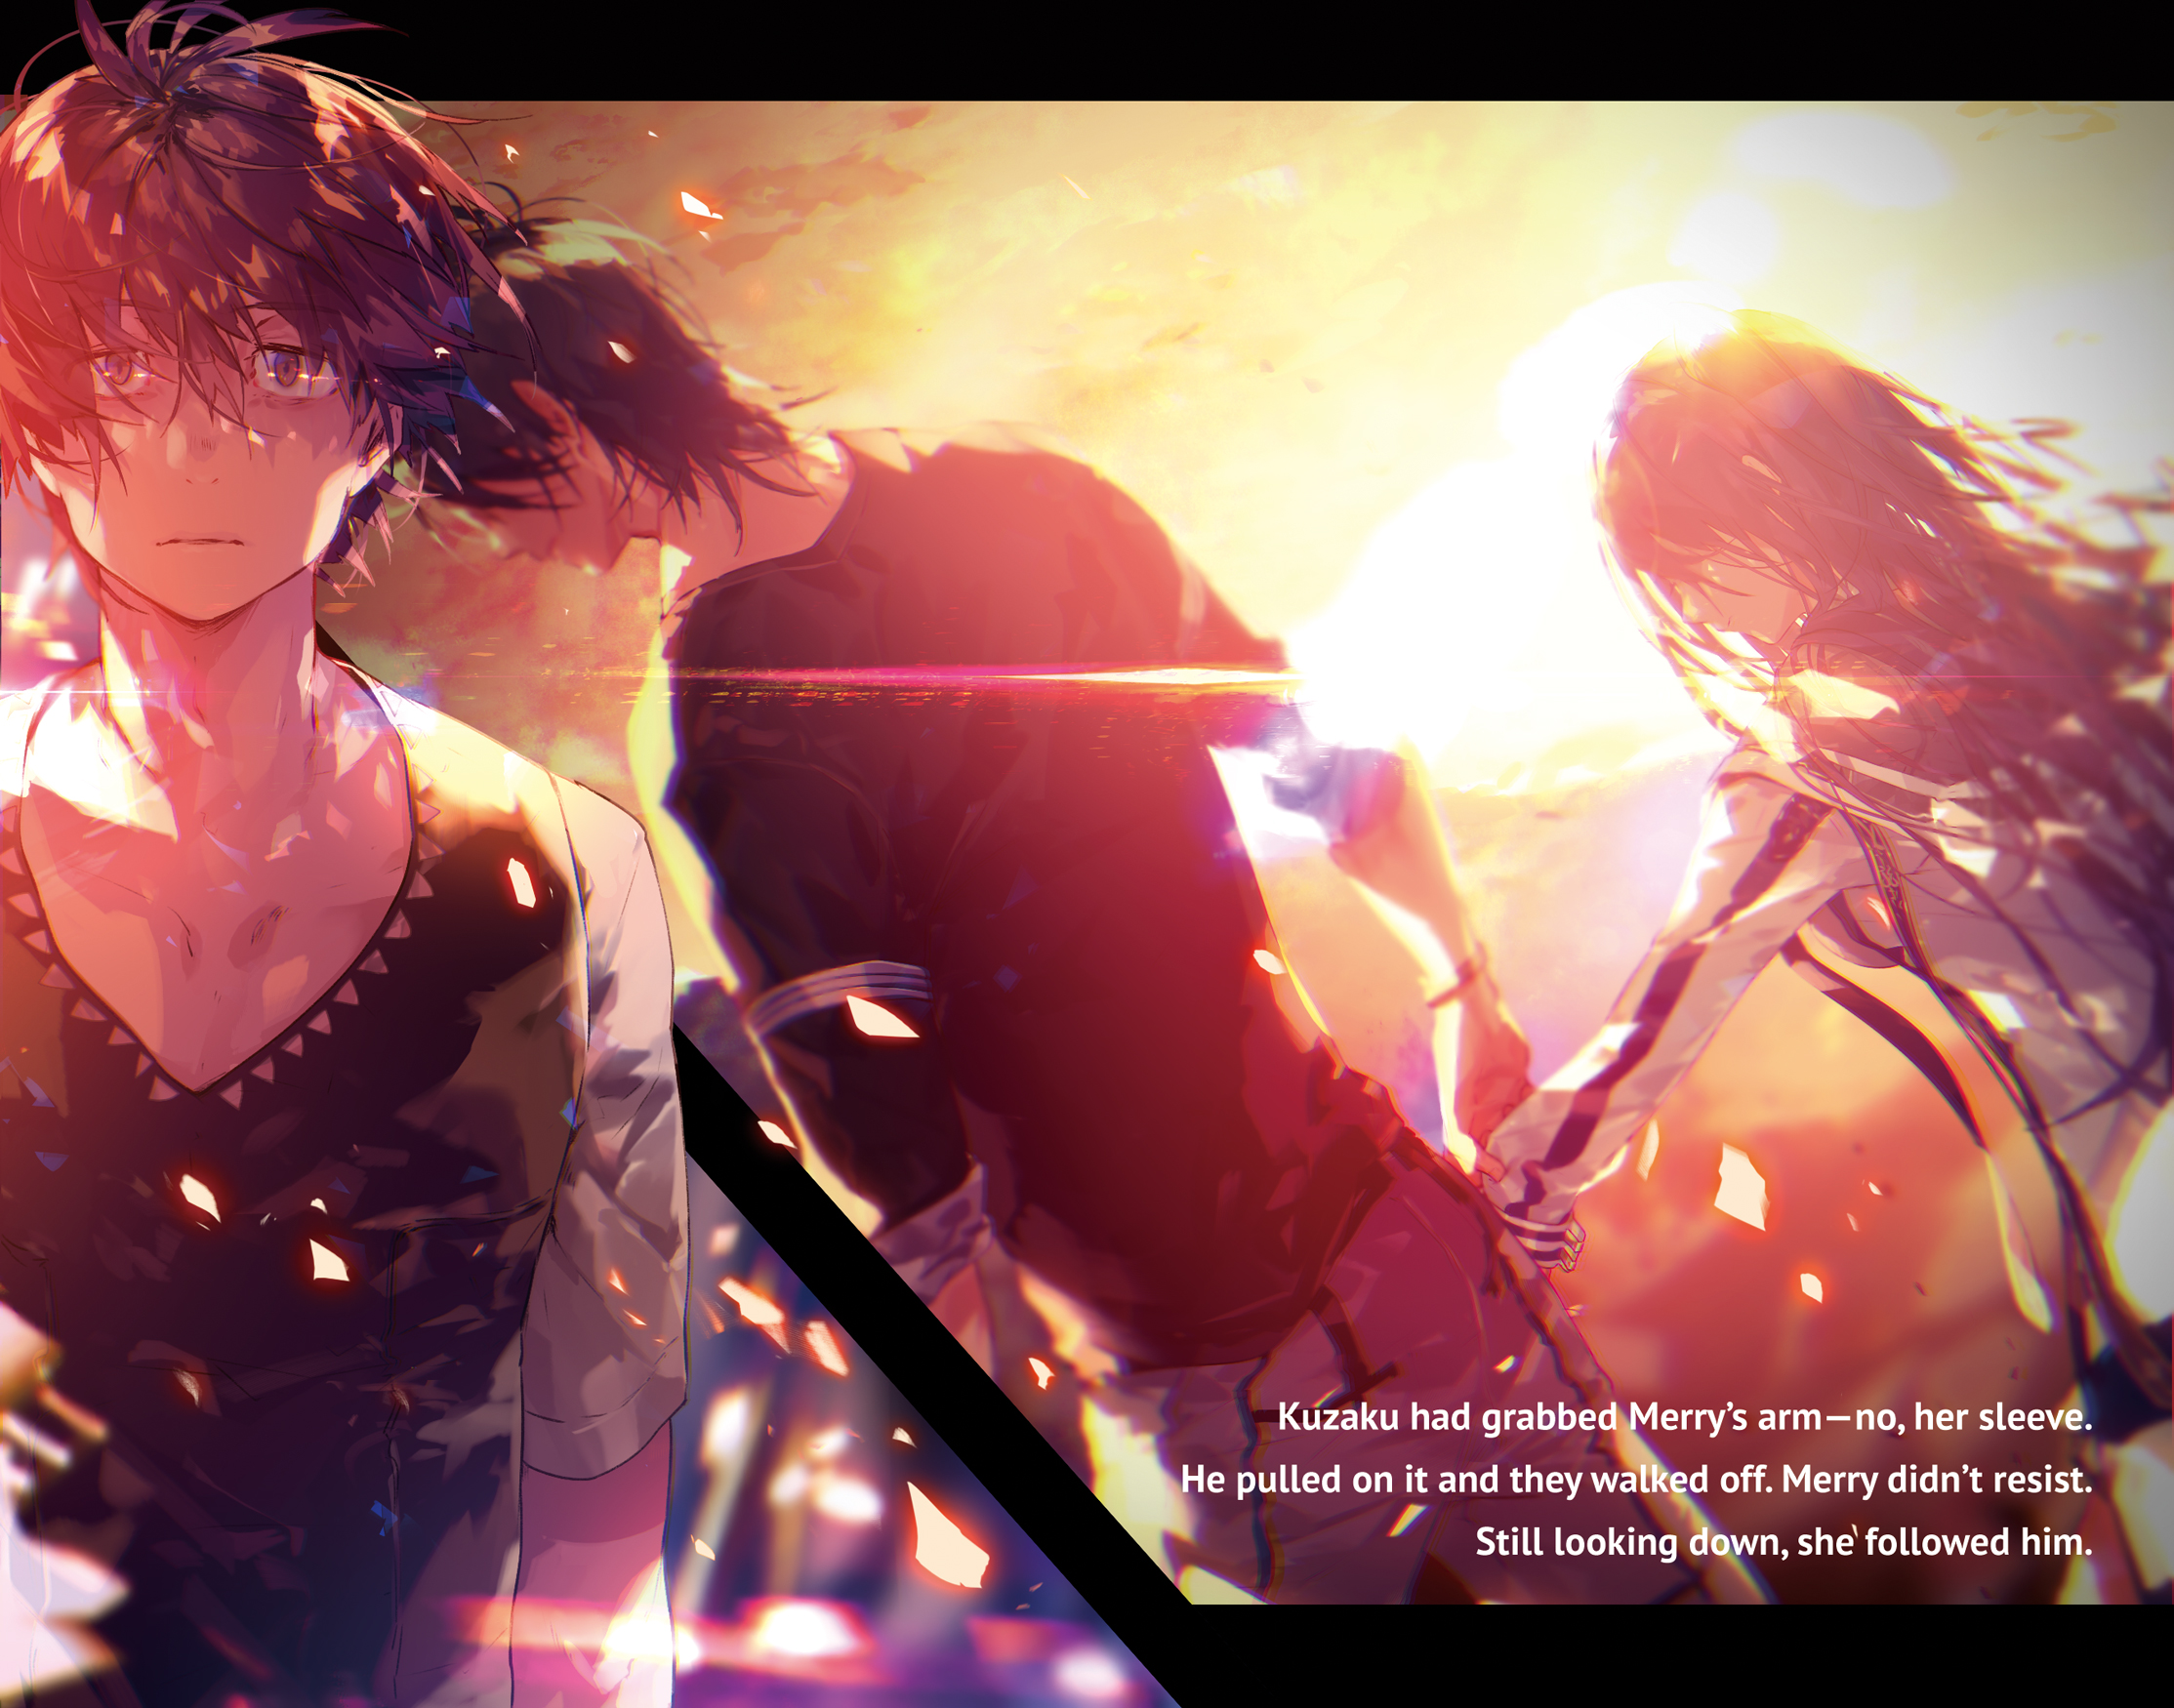 Kuzaku had grabbed Merry’s arm—no, her sleeve.
He pulled on it and they walked off. Merry didn’t resist.
Still looking down, she followed him.